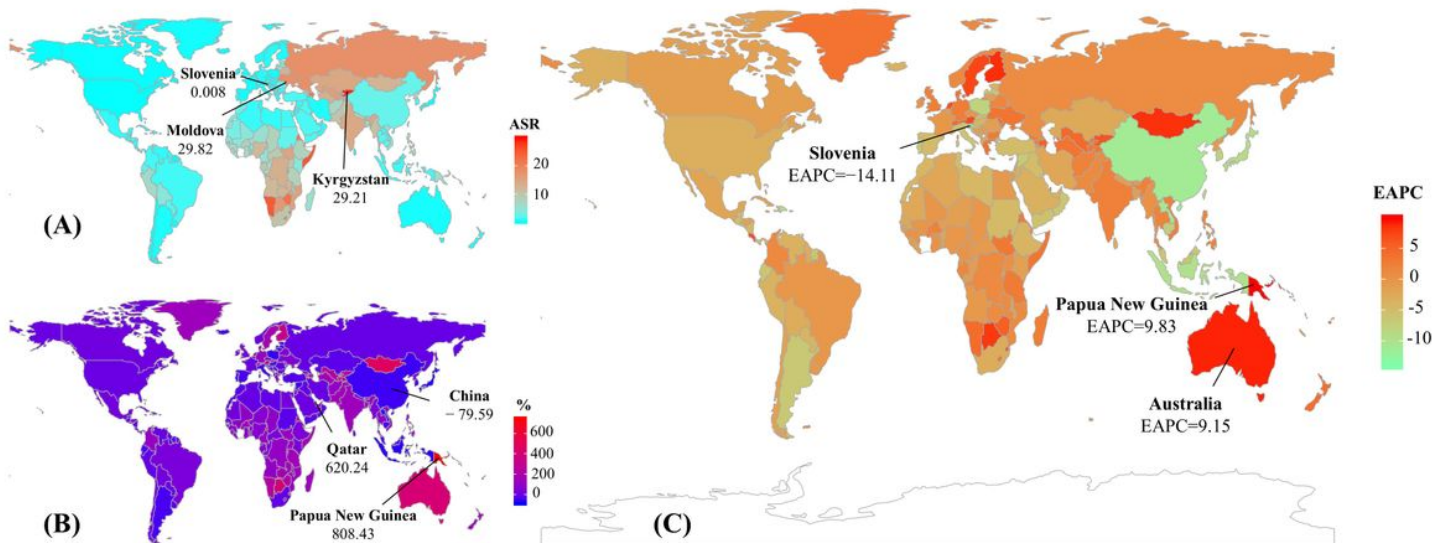 Slovenia
0.008
Moldova
29.82
Kyrgyzstan
29.21
ASR
20
10
(A)
China
−79.59
Qatar
620.24
Papua New Guinea
808.43
%
600
400
200
0
(B)
Slovenia
EAPC=−14.11
Papua New Guinea
EAPC=9.83
Australia
EAPC=9.15
EAPC
5
0
-5
-10
(C)